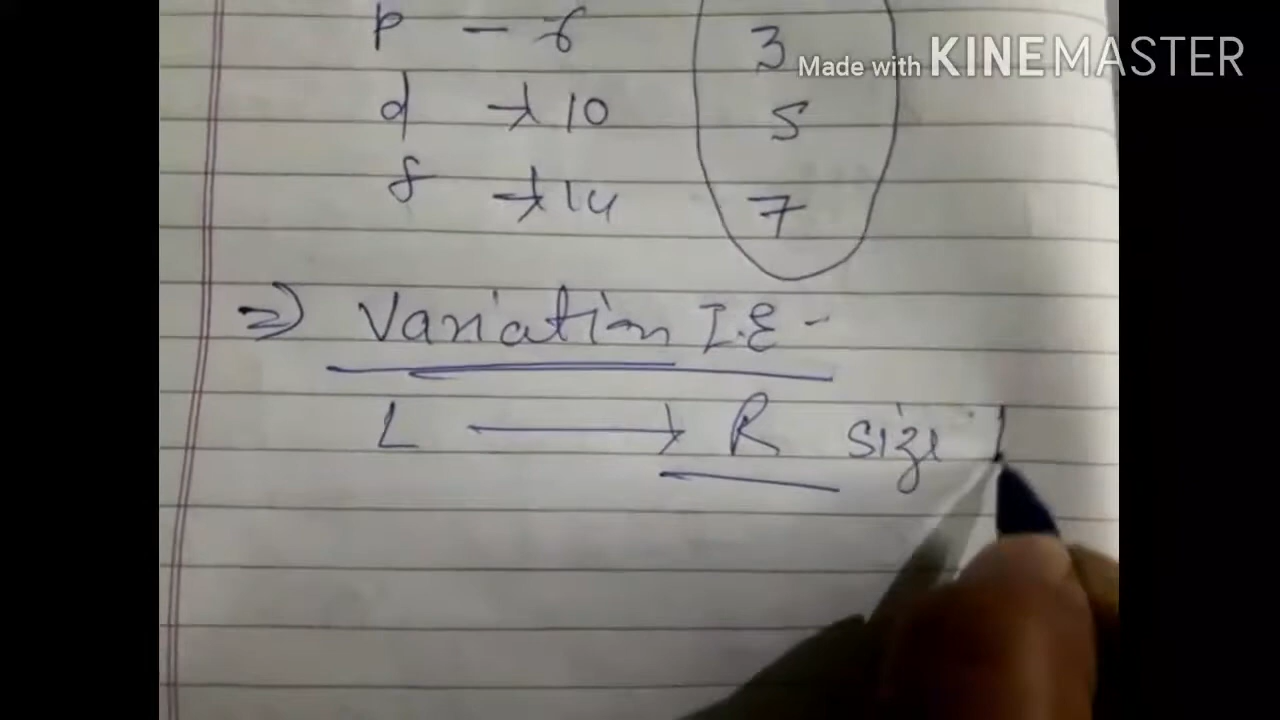 p - 6 3
Made with KINEMASTER
d → 10 5
f → 14 7
⇒ Variation I.E -
L → R size